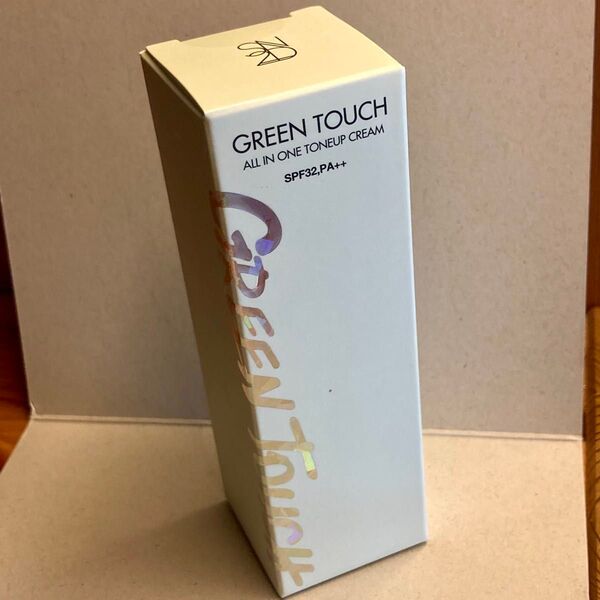 GREEN TOUCH
ALL IN ONE TONEUP CREAM
SPF32,PA++
GREEN TOUCH